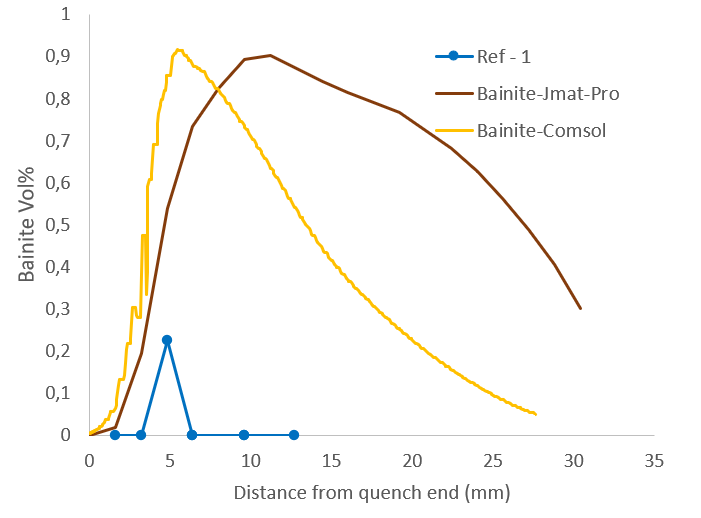 1
0,9
0,8
0,7
0,6
0,5
0,4
0,3
0,2
0,1
0
Bainite Vol%
Ref - 1
Bainite-Jmat-Pro
Bainite-Comsol
0 5 10 15 20 25 30 35
Distance from quench end (mm)